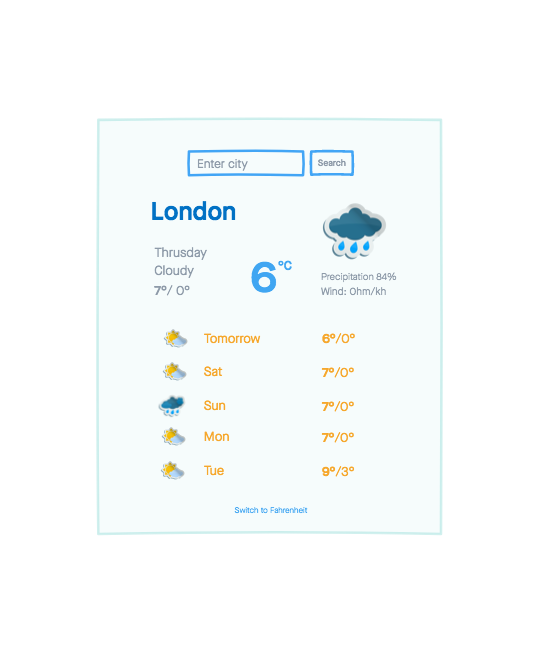 Enter city
Search
London
Thrusday
Cloudy
7°/ 0°
6°C
Precipitation 84%
Wind: 0hm/kh
Tomorrow 6°/0°
Sat 7°/0°
Sun 7°/0°
Mon 7°/0°
Tue 9°/3°
Switch to Fahrenheit